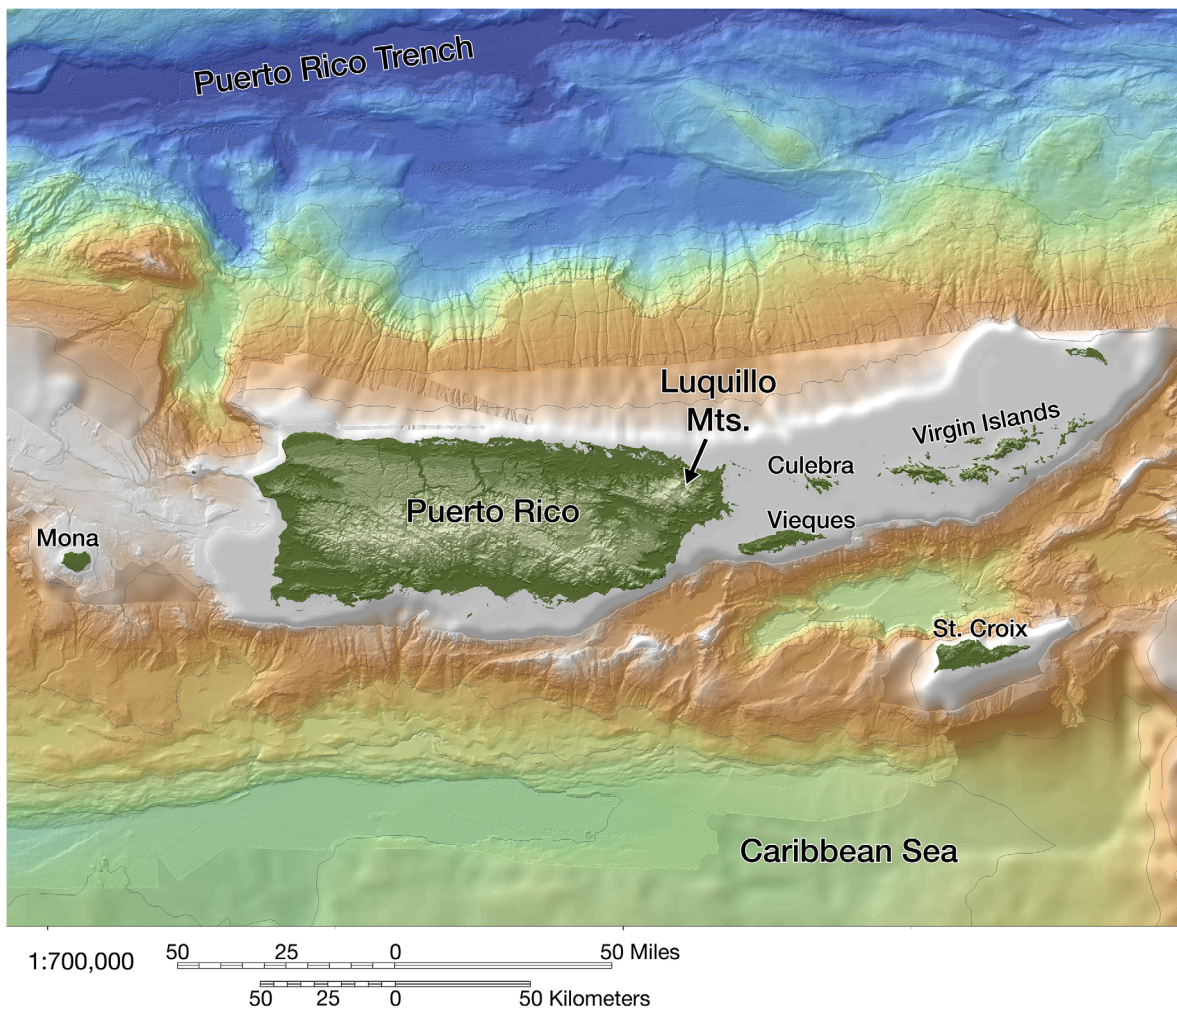 Puerto Rico Trench
Luquillo
Mts.
Virgin Islands
Culebra
Puerto Rico
Vieques
Mona
St. Croix
Caribbean Sea
1:700,000
50 25 0 50 Miles
50 25 0 50 Kilometers